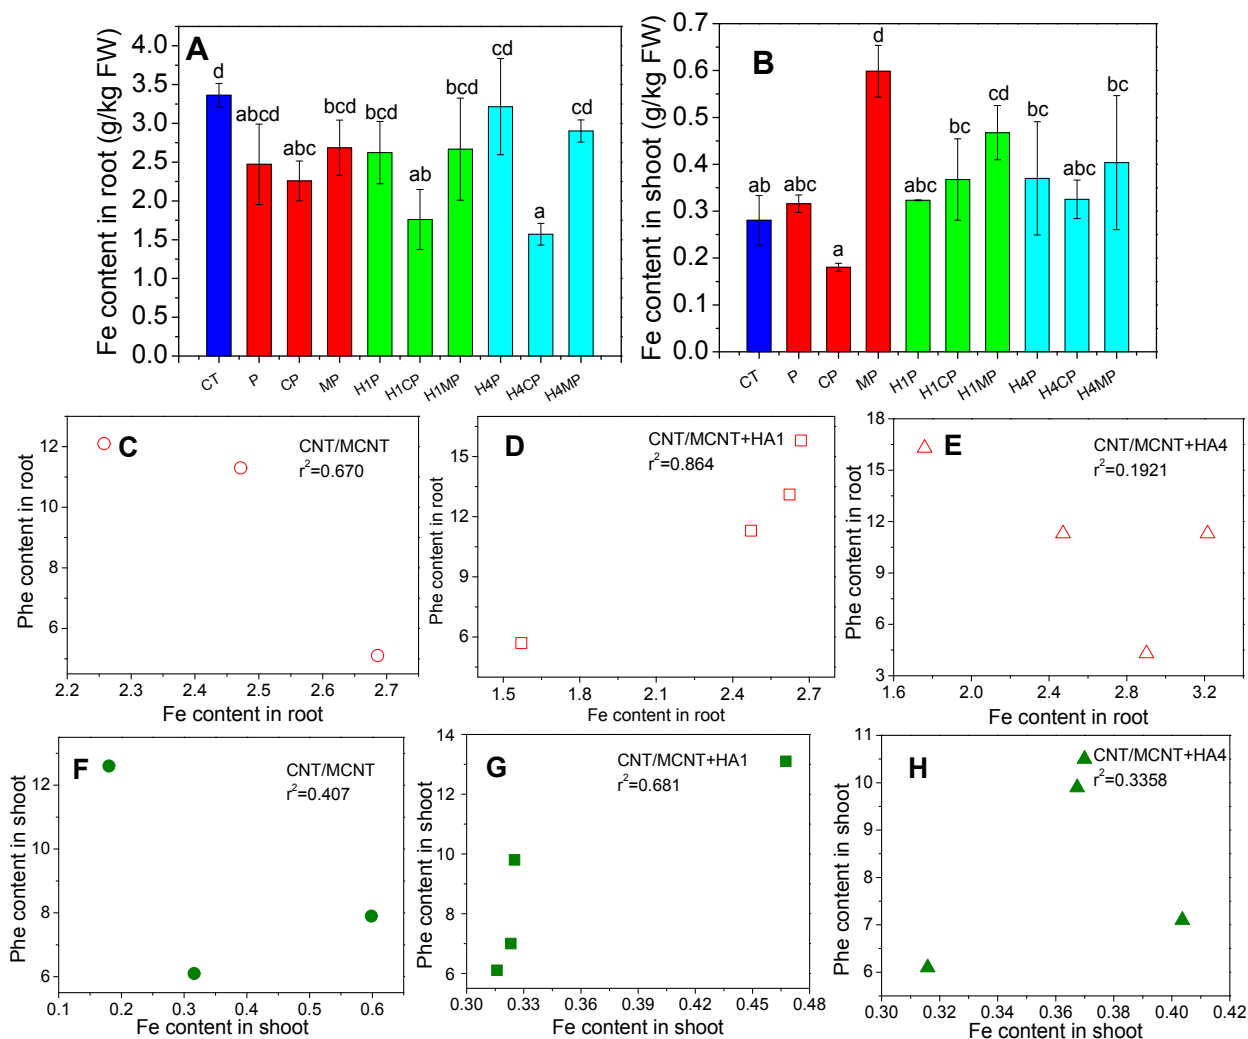 A
Fe content in root (g/kg FW)
4.0
3.5
3.0
2.5
2.0
1.5
1.0
0.5
0.0
d
abcd
abc
bcd
bcd
ab
bcd
cd
a
cd
CT
P
CP
MP
H1P
H1CP
H1MP
H4P
H4CP
H4MP
B
Fe content in shoot (g/kg FW)
0.7
0.6
0.5
0.4
0.3
0.2
0.1
0.0
ab
abc
a
d
abc
bc
cd
bc
abc
bc
CT
P
CP
MP
H1P
H1CP
H1MP
H4P
H4CP
H4MP
C
CNT/MCNT
r²=0.670
Phe content in root
12
10
8
6
2.2 2.3 2.4 2.5 2.6 2.7
Fe content in root
D
CNT/MCNT+HA1
r²=0.864
Phe content in root
15
12
9
6
1.5 1.8 2.1 2.4 2.7
Fe content in root
E
CNT/MCNT+HA4
r²=0.1921
Phe content in root
18
15
12
9
6
3
1.6 2.0 2.4 2.8 3.2
Fe content in root
F
CNT/MCNT
r²=0.407
Phe content in shoot
12
10
8
6
0.1 0.2 0.3 0.4 0.5 0.6
Fe content in shoot
G
CNT/MCNT+HA1
r²=0.681
Phe content in shoot
14
12
10
8
6
0.30 0.33 0.36 0.39 0.42 0.45 0.48
Fe content in shoot
H
CNT/MCNT+HA4
r²=0.3358
Phe content in shoot
11
10
9
8
7
6
0.30 0.32 0.34 0.36 0.38 0.40 0.42
Fe content in shoot